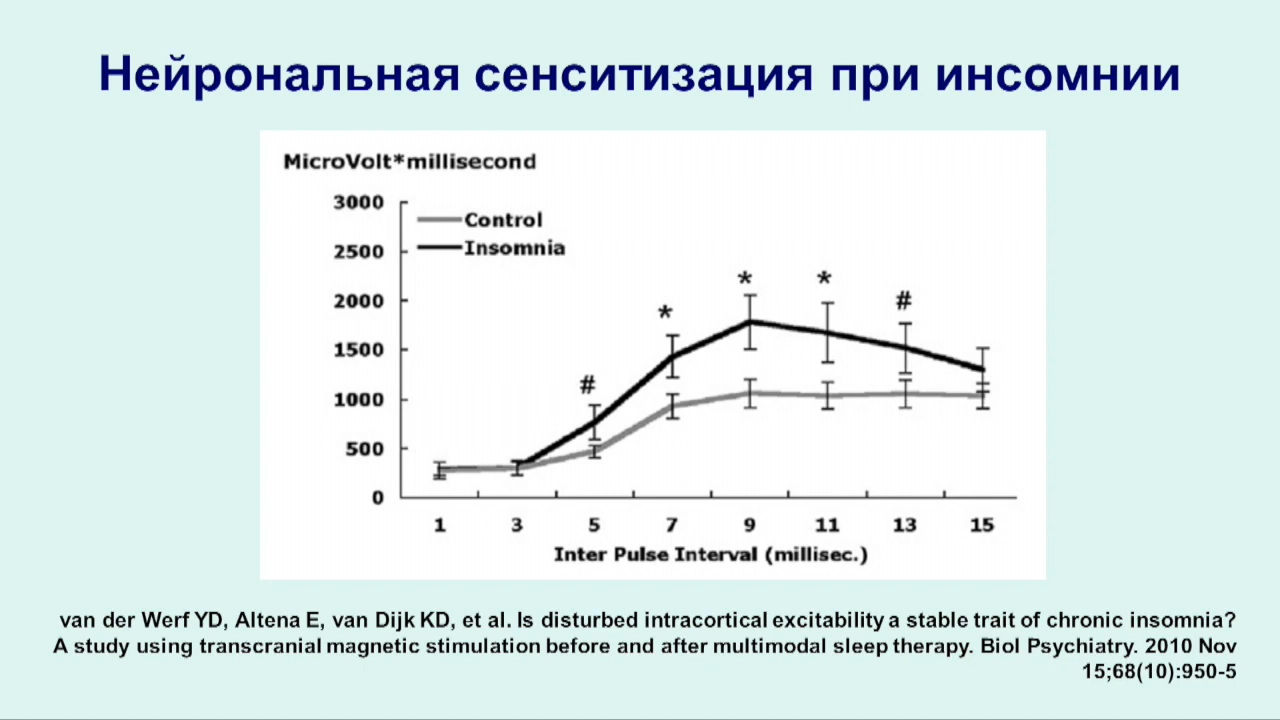 Нейрональная сенситизация при инсомнии
MicroVolt*millisecond
3000
Control
2500
Insomnia
2000
* * * #
1500
#
1000
500
0
1 3 5 7 9 11 13 15
Inter Pulse Interval (millisec.)
van der Werf YD, Altena E, van Dijk KD, et al. Is disturbed intracortical excitability a stable trait of chronic insomnia?
A study using transcranial magnetic stimulation before and after multimodal sleep therapy. Biol Psychiatry. 2010 Nov
15;68(10):950-5